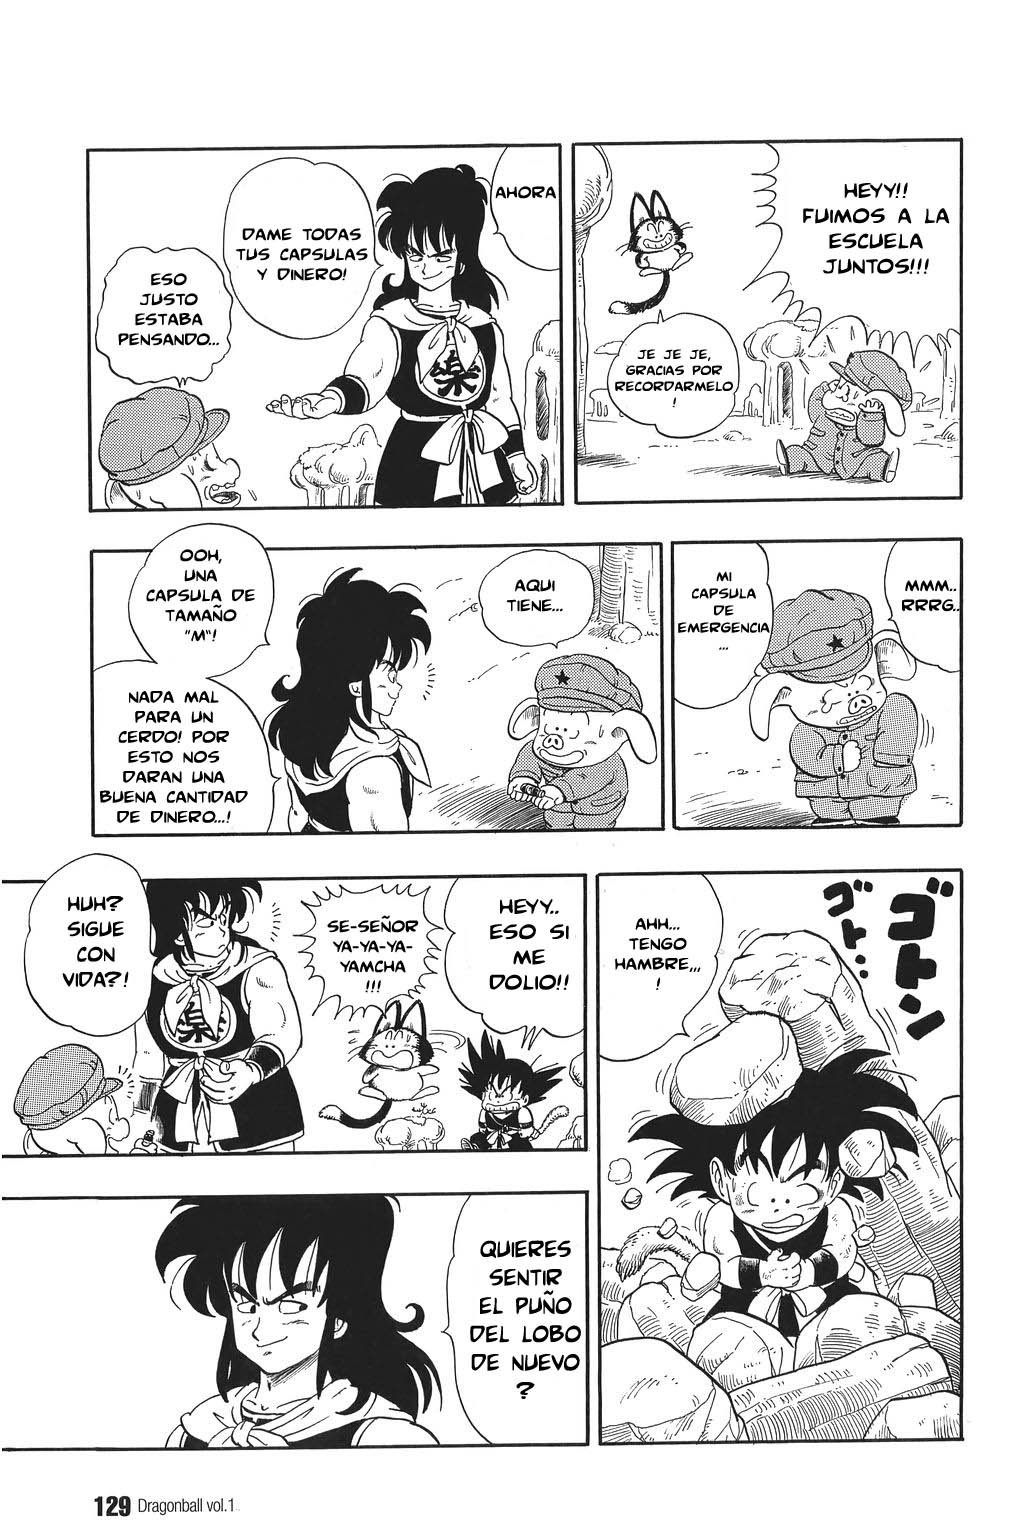 HEYY!!
FUIMOS A LA
ESCUELA
JUNTOS!!!
JE JE JE,
GRACIAS POR
RECORDARMELO
!
AHORA
DAME TODAS
TUS CAPSULAS
Y DINERO!
ESO
JUSTO
ESTABA
PENSANDO...
樂
MMM..
RRRG..
MI
CAPSULA
DE
EMERGENCIA
...
AQUI
TIENE...
OOH,
UNA
CAPSULA DE
TAMAÑO
"M"!
NADA MAL
PARA UN
CERDO! POR
ESTO NOS
DARAN UNA
BUENA CANTIDAD
DE DINERO...!
ゴトン
ゴト...
AHH...
TENGO
HAMBRE,,,
!
HEYY..
ESO SI
ME
DOLIO!!
SE-SEÑOR
YA-YA-YA-
YAMCHA
!!!
HUH?
SIGUE
CON
VIDA?!
樂
QUIERES
SENTIR
EL PUÑO
DEL LOBO
DE NUEVO
?
129 Dragonball vol.1